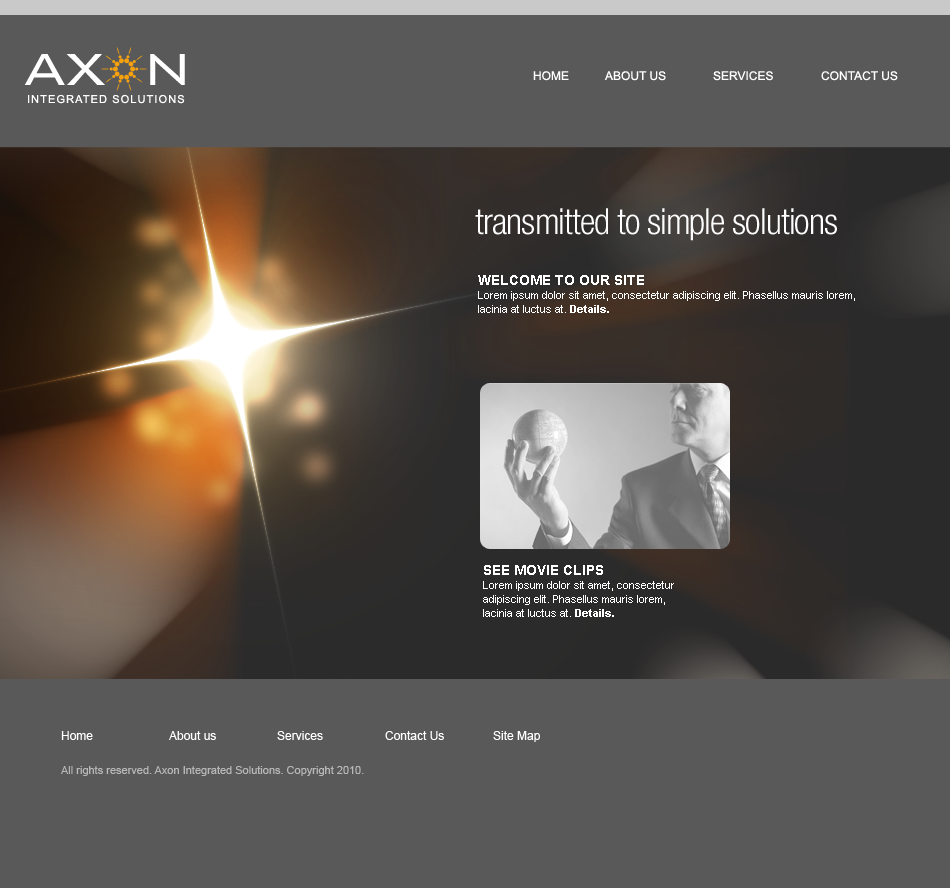 AXON
INTEGRATED SOLUTIONS
HOME ABOUT US SERVICES CONTACT US
transmitted to simple solutions
WELCOME TO OUR SITE
Lorem ipsum dolor sit amet, consectetur adipiscing elit. Phasellus mauris lorem,
lacinia at luctus at. Details.
SEE MOVIE CLIPS
Lorem ipsum dolor sit amet, consectetur
adipiscing elit. Phasellus mauris lorem,
lacinia at luctus at. Details.
Home About us Services Contact Us Site Map
All rights reserved. Axon Integrated Solutions. Copyright 2010.